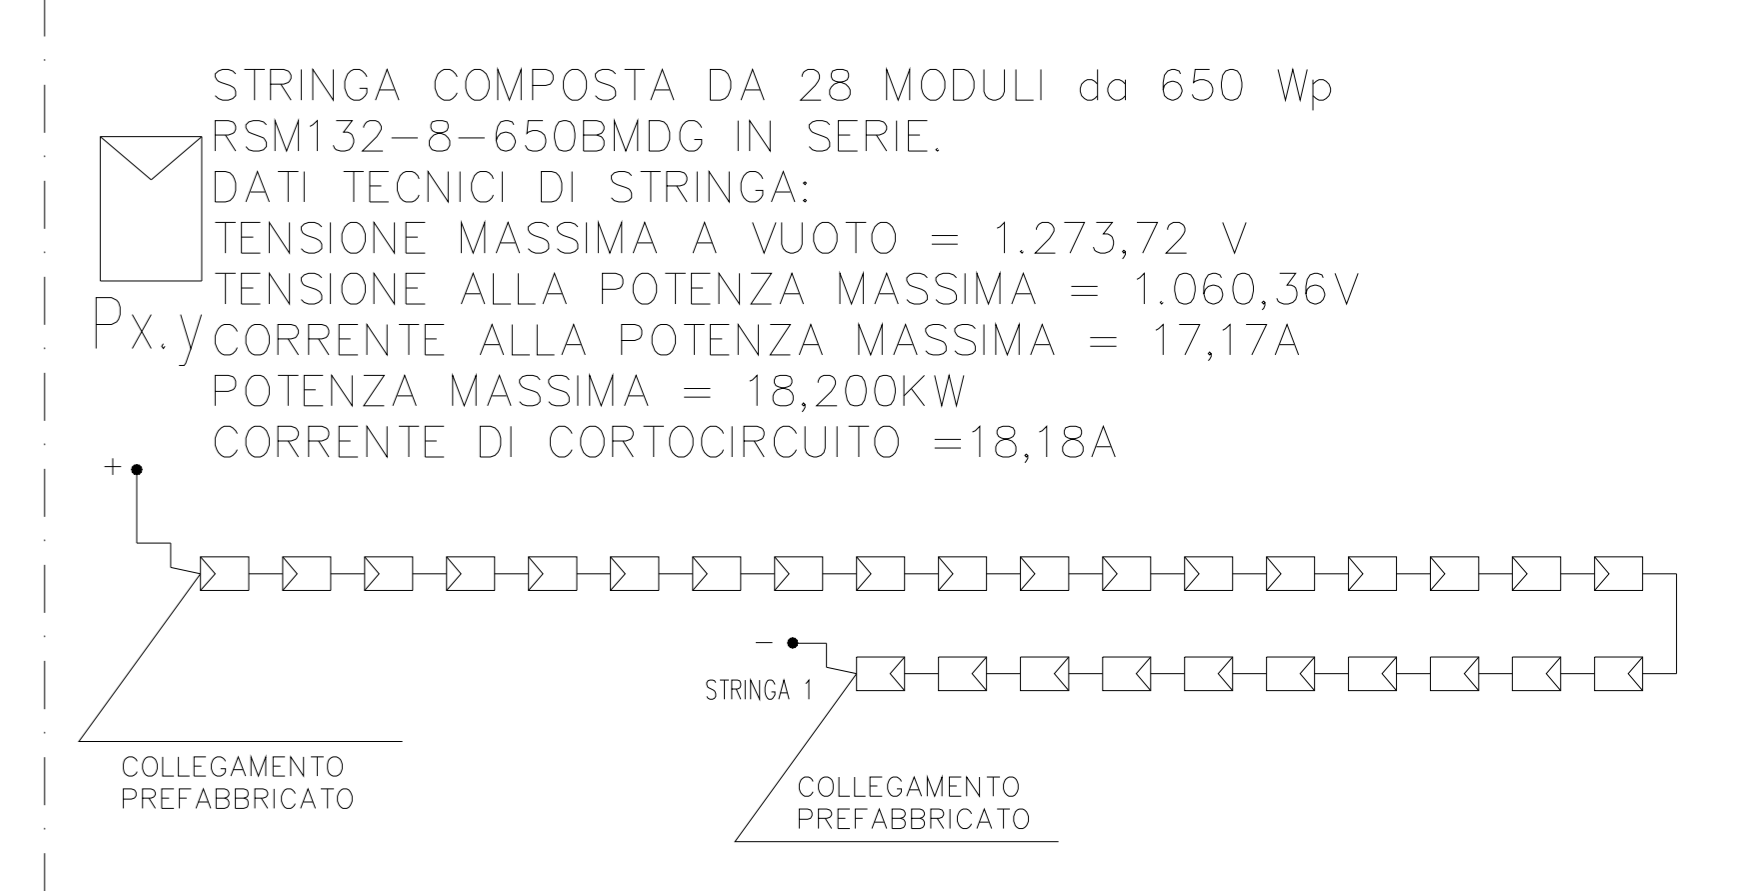 STRINGA COMPOSTA DA 28 MODULI da 650 Wp
RSM132-8-650BMDG IN SERIE.
DATI TECNICI DI STRINGA:
TENSIONE MASSIMA A VUOTO = 1.273,72 V
TENSIONE ALLA POTENZA MASSIMA = 1.060,36V
Px.y
CORRENTE ALLA POTENZA MASSIMA = 17,17A
POTENZA MASSIMA = 18,200KW
CORRENTE DI CORTOCIRCUITO =18,18A
+
-
STRINGA 1
COLLEGAMENTO
PREFABBRICATO
COLLEGAMENTO
PREFABBRICATO